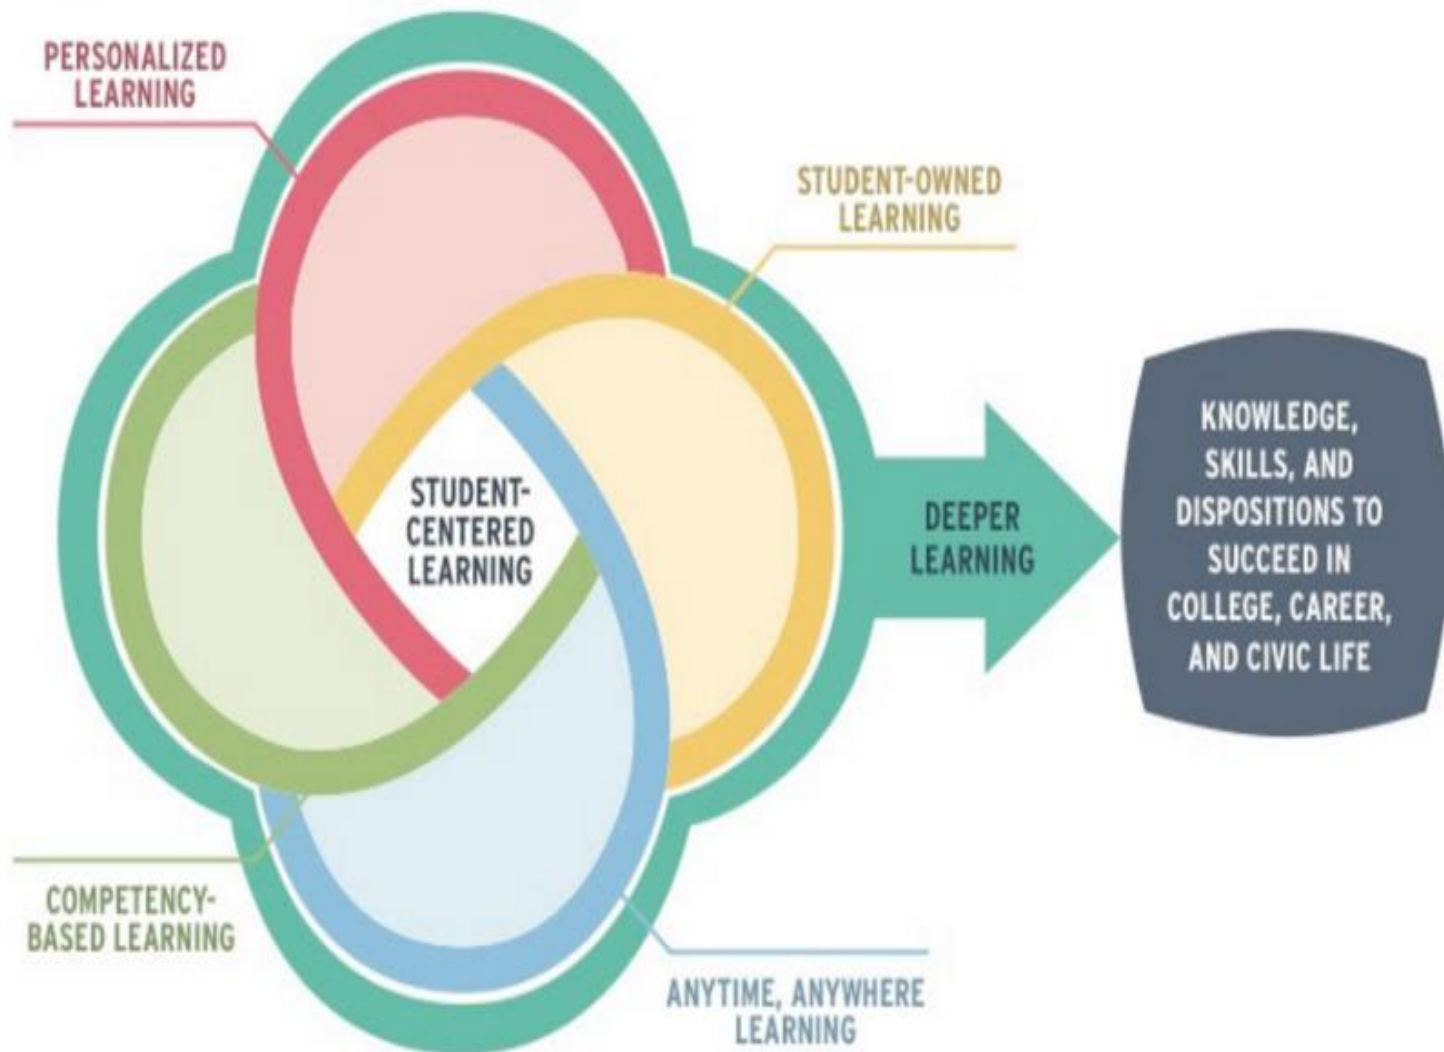 PERSONALIZED
LEARNING
STUDENT-OWNED
LEARNING
STUDENT-
CENTERED
LEARNING
DEEPER
LEARNING
KNOWLEDGE,
SKILLS, AND
DISPOSITIONS TO
SUCCEED IN
COLLEGE, CAREER,
AND CIVIC LIFE
COMPETENCY-
BASED LEARNING
ANYTIME, ANYWHERE
LEARNING